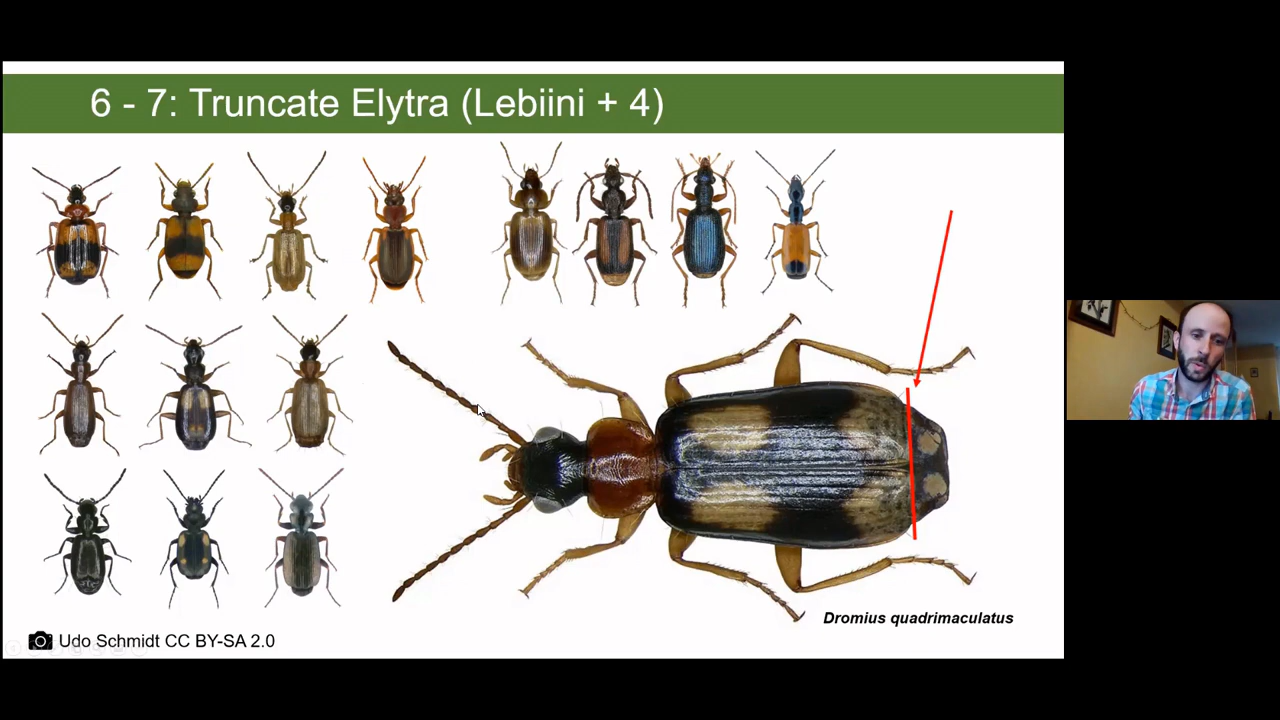 6 - 7: Truncate Elytra (Lebiini + 4)
Dromius quadrimaculatus
Udo Schmidt CC BY-SA 2.0